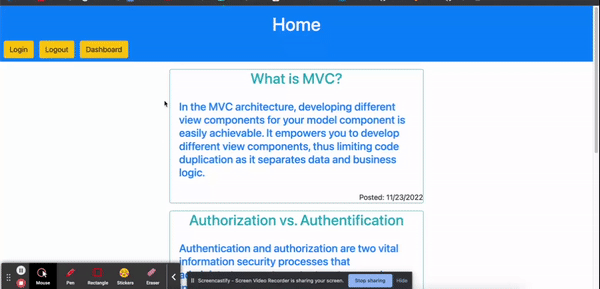 Home
Login Logout Dashboard
What is MVC?
In the MVC architecture, developing different
view components for your model component is
easily achievable. It empowers you to develop
different view components, thus limiting code
duplication as it separates data and business
logic.
Posted: 11/23/2022
Authorization vs. Authentification
Authentication and authorization are two vital
information security processes that
Mouse Pen Rectangle Stickers Eraser
Screencastify - Screen Video Recorder is sharing your screen. Stop sharing Hide